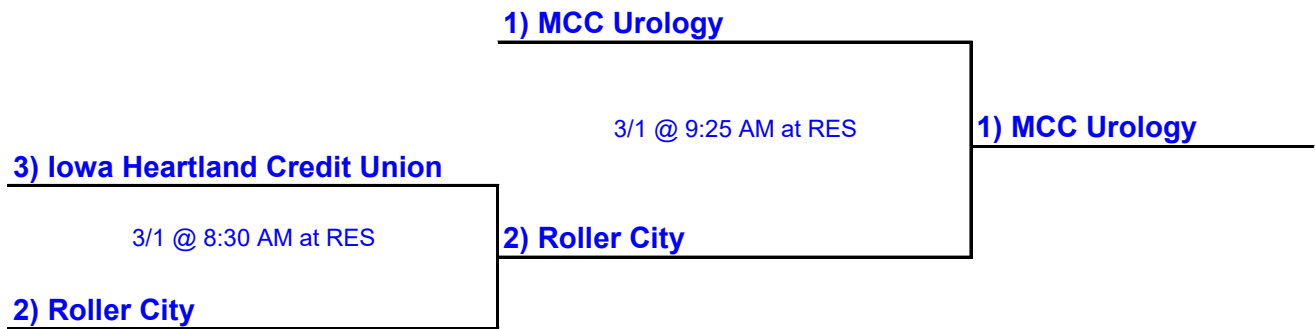 1) MCC Urology
3/1 @ 9:25 AM at RES
1) MCC Urology
3) Iowa Heartland Credit Union
3/1 @ 8:30 AM at RES
2) Roller City
2) Roller City